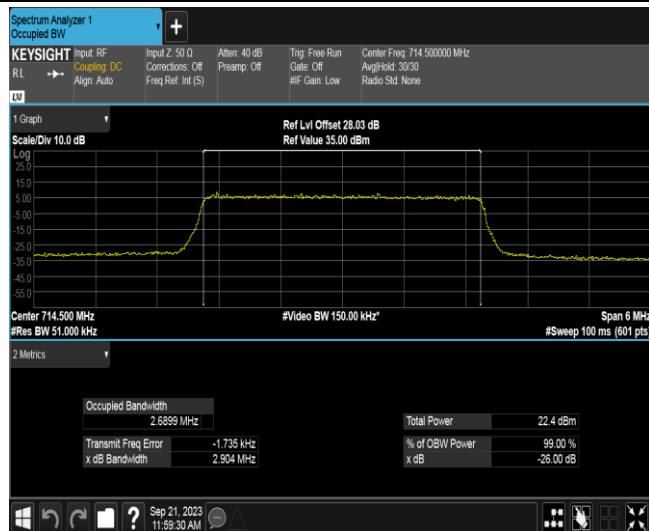 Spectrum Analyzer 1
Occupied BW
KEYSIGHT
RL
Input: RF
Coupling: DC
Align: Auto
Input Z: 50 Ω
Corrections: Off
Freq Ref: Int (S)
Atten: 40 dB
Preamp: Off
Trig: Free Run
Gate: Off
#IF Gain: Low
Center Freq: 714.500000 MHz
Avg|Hold: 30/30
Radio Std: None
1 Graph
Scale/Div 10.0 dB
Ref Lvl Offset 28.03 dB
Ref Value 35.00 dBm
Log
25.0
15.0
5.00
-5.00
-15.0
-25.0
-35.0
-45.0
-55.0
Center 714.500 MHz
#Video BW 150.00 kHz*
Span 6 MHz
#Res BW 51.000 kHz
#Sweep 100 ms (601 pts)
2 Metrics
Occupied Bandwidth
2.6899 MHz
Total Power 22.4 dBm
Transmit Freq Error -1.735 kHz
% of OBW Power 99.00 %
x dB Bandwidth 2.904 MHz
x dB -26.00 dB
?
Sep 21, 2023
11:59:30 AM